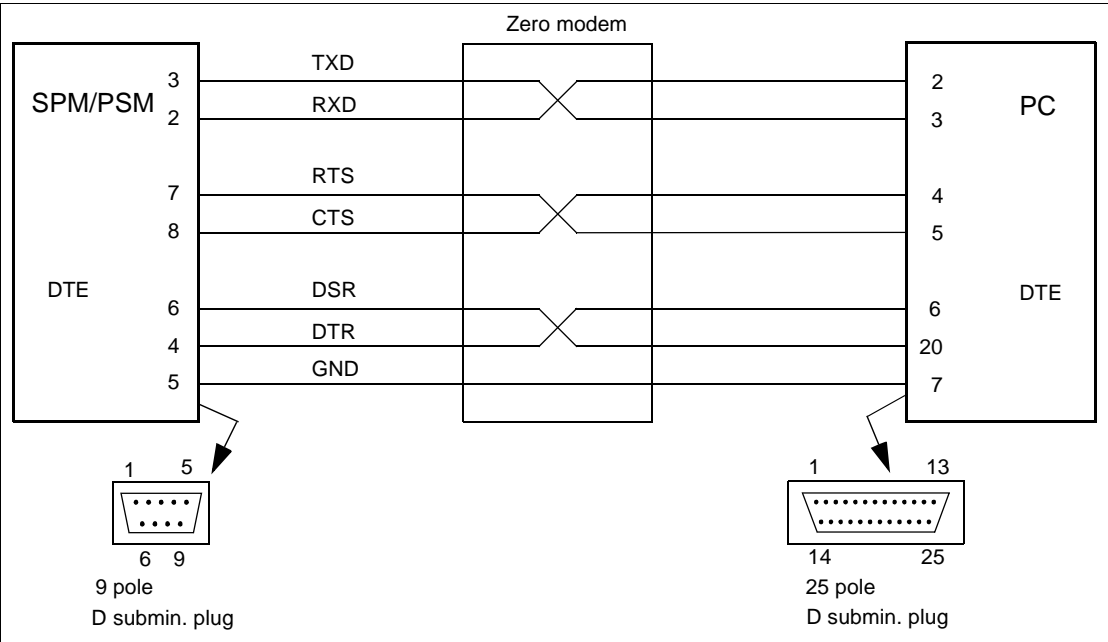 Zero modem
SPM/PSM
DTE
3
2
7
8
6
4
5
TXD
RXD
RTS
CTS
DSR
DTR
GND
2
3
4
5
6
20
7
PC
DTE
1 5
6 9
9 pole
D submin. plug
1 13
14 25
25 pole
D submin. plug